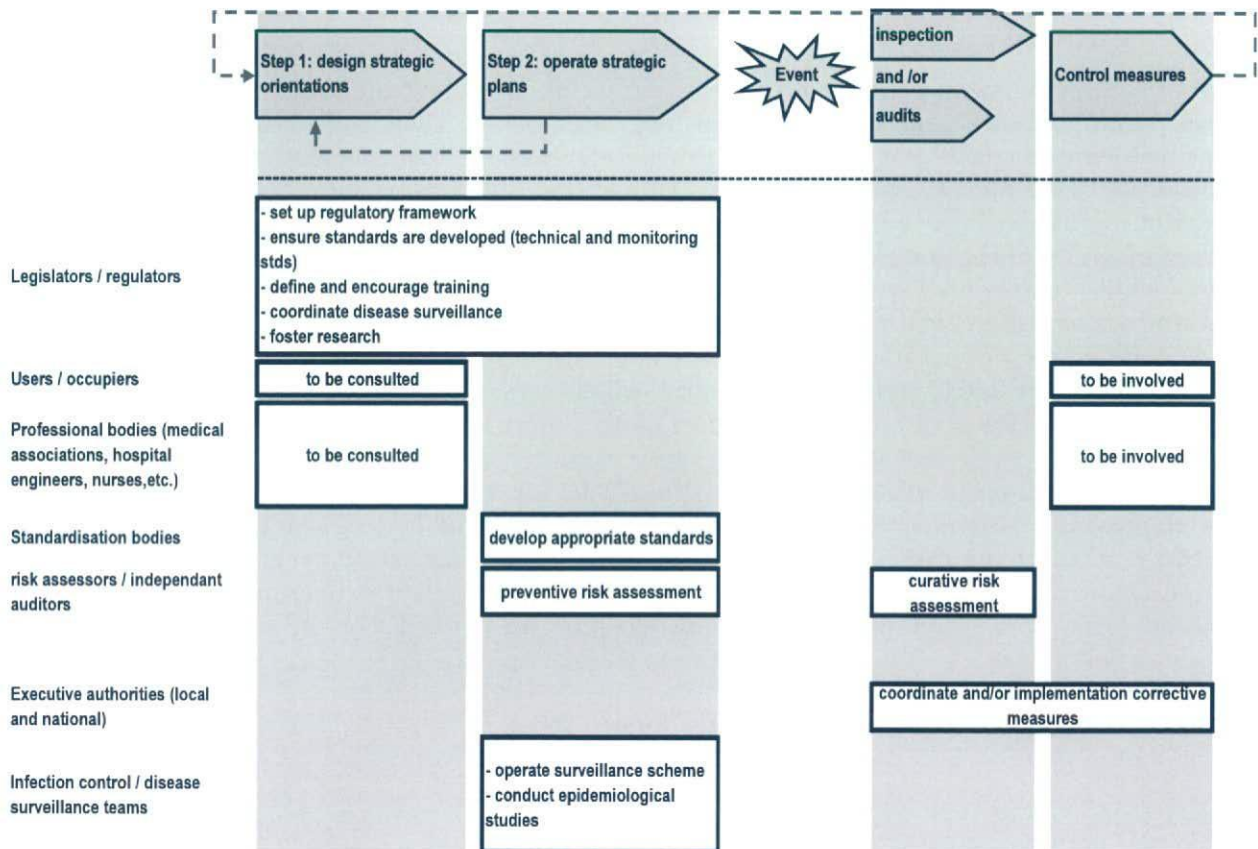 Step 1: design strategic
orientations
Step 2: operate strategic
plans
Event
inspection
and /or
audits
Control measures
Legislators / regulators
- set up regulatory framework
- ensure standards are developed (technical and monitoring
stds)
- define and encourage training
- coordinate disease surveillance
- foster research
Users / occupiers
to be consulted
to be involved
Professional bodies (medical
associations, hospital
engineers, nurses,etc.)
to be consulted
to be involved
Standardisation bodies
develop appropriate standards
risk assessors / independant
auditors
preventive risk assessment
curative risk
assessment
Executive authorities (local
and national)
coordinate and/or implementation corrective
measures
Infection control / disease
surveillance teams
- operate surveillance scheme
- conduct epidemiological
studies